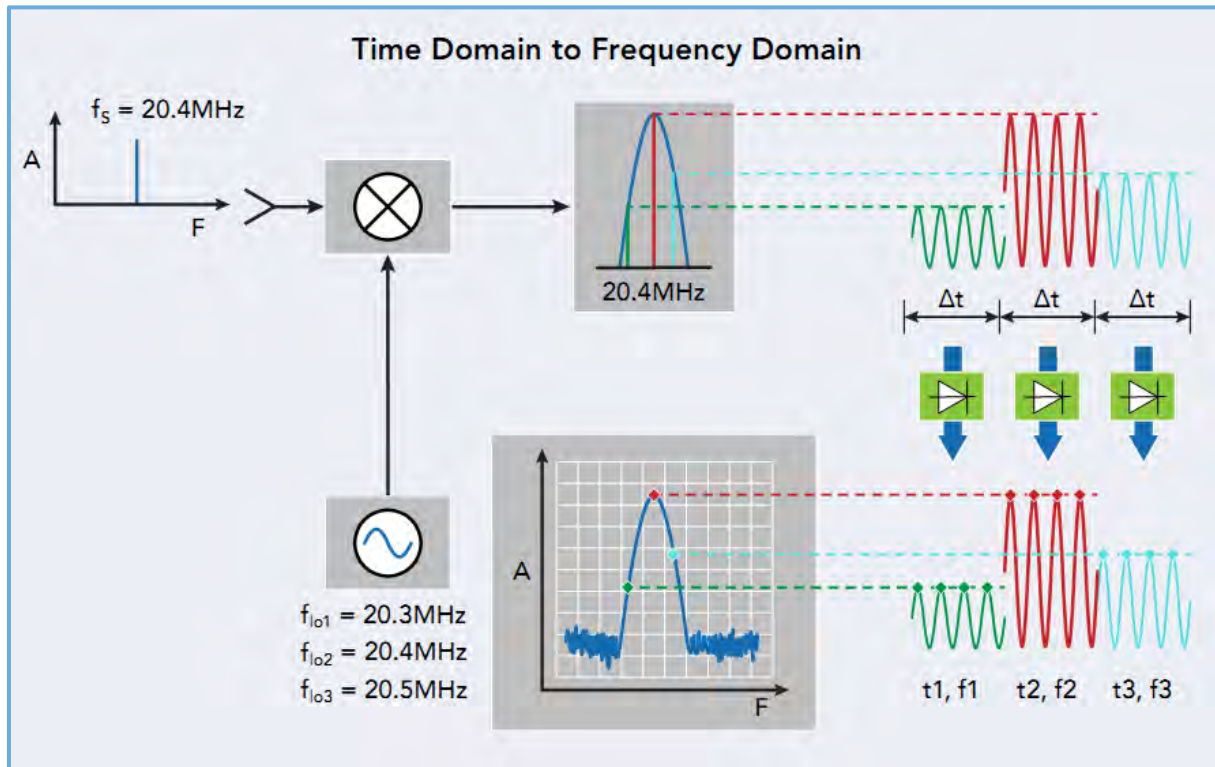 Time Domain to Frequency Domain
fₛ = 20.4MHz
A
F
20.4MHz
Δt Δt Δt
fₗₒ₁ = 20.3MHz
fₗₒ₂ = 20.4MHz
fₗₒ₃ = 20.5MHz
A
F
t1, f1 t2, f2 t3, f3